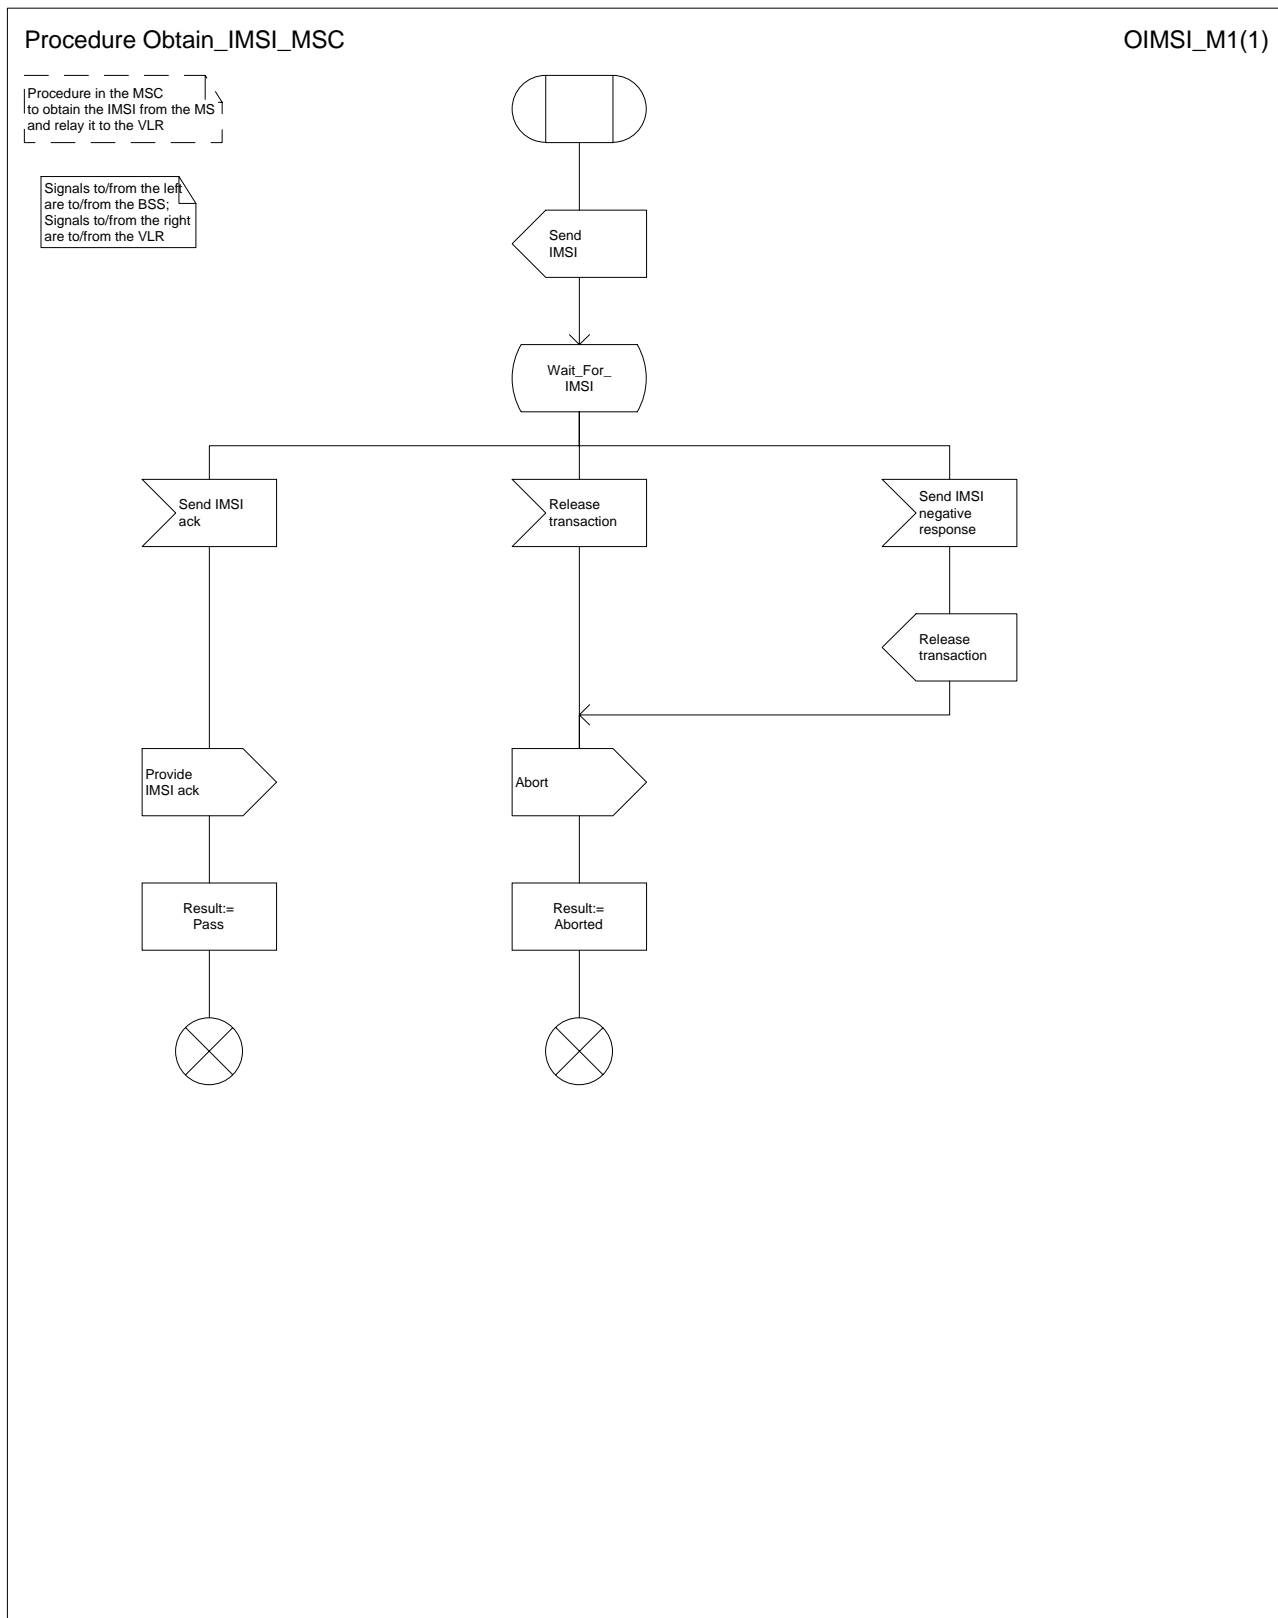 Procedure Obtain_IMSI_MSC
OIMSI_M1(1)
Procedure in the MSC
to obtain the IMSI from the MS
and relay it to the VLR
Signals to/from the left
are to/from the BSS;
Signals to/from the right
are to/from the VLR
Send
IMSI
Wait_For_
IMSI
Send IMSI
ack
Release
transaction
Send IMSI
negative
response
Release
transaction
Provide
IMSI ack
Abort
Result:=
Pass
Result:=
Aborted